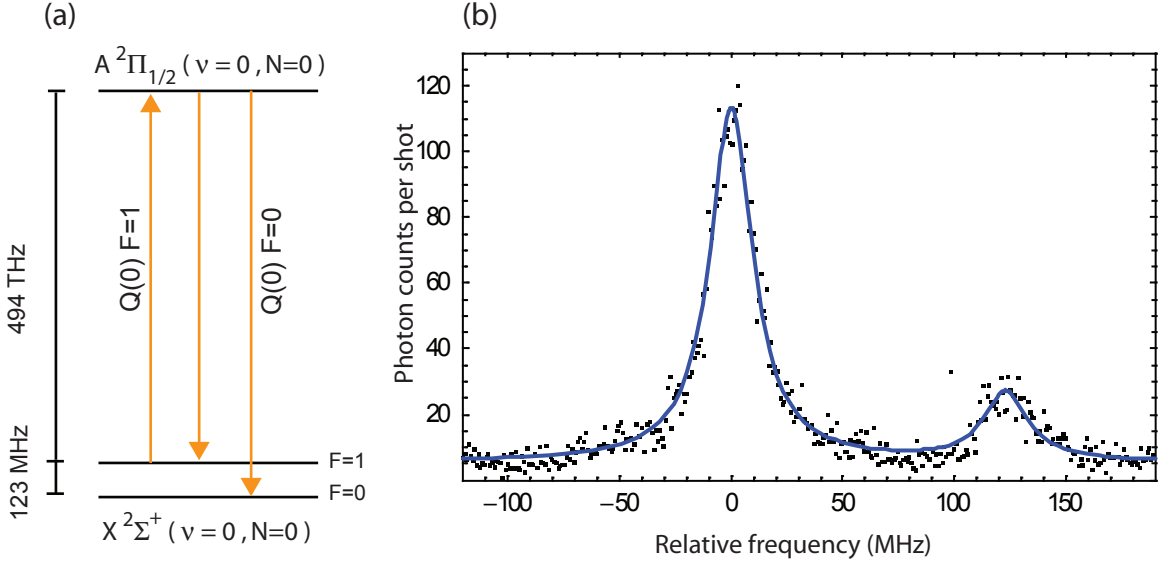 (a)
A ²Π₁/₂ ( ν = 0 , N=0 )
494 THz
123 MHz
Q(0) F=1
Q(0) F=0
F=1
F=0
X ²Σ⁺ ( ν = 0 , N=0 )
(b)
Photon counts per shot
120
100
80
60
40
20
−100 −50 0 50 100 150
Relative frequency (MHz)